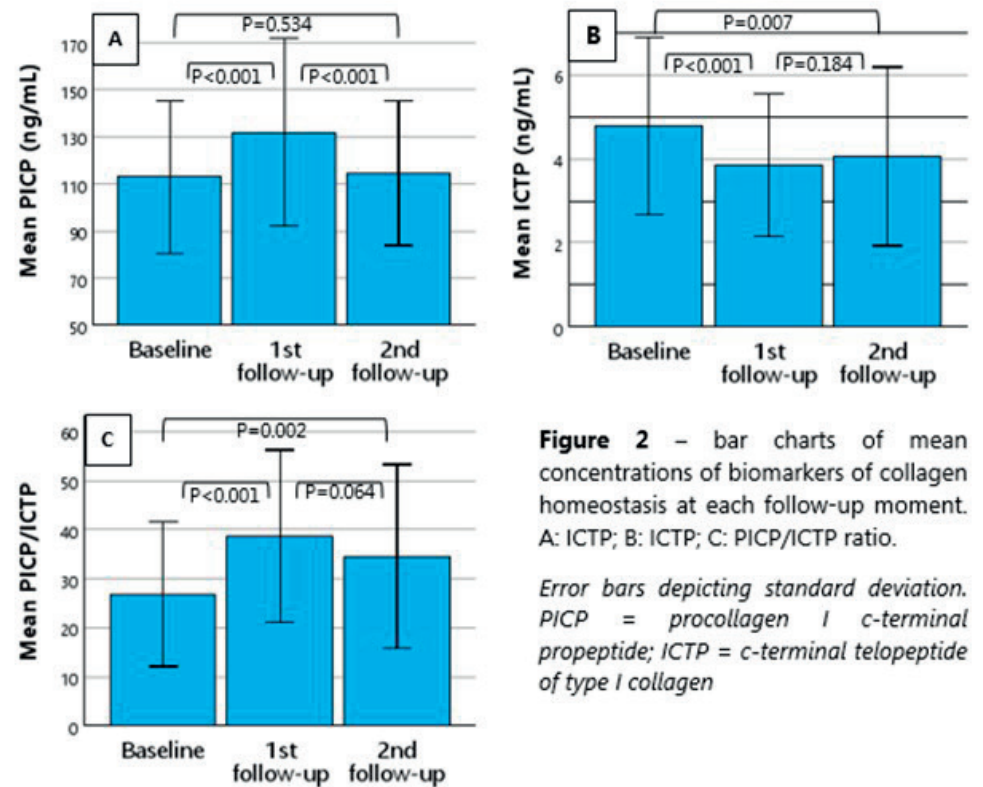 A
P=0.534
P<0.001
P<0.001
Mean PICP (ng/mL)
170
150
130
110
90
70
50
Baseline
1st
follow-up
2nd
follow-up
B
P=0.007
P<0.001
P=0.184
Mean ICTP (ng/mL)
6
4
2
0
Baseline
1st
follow-up
2nd
follow-up
C
P=0.002
P<0.001
P=0.064
Mean PICP/ICTP
60
50
40
30
20
10
0
Baseline
1st
follow-up
2nd
follow-up
Figure 2 – bar charts of mean
concentrations of biomarkers of collagen
homeostasis at each follow-up moment.
A: ICTP; B: ICTP; C: PICP/ICTP ratio.
Error bars depicting standard deviation.
PICP = procollagen I c-terminal
propeptide; ICTP = c-terminal telopeptide
of type I collagen